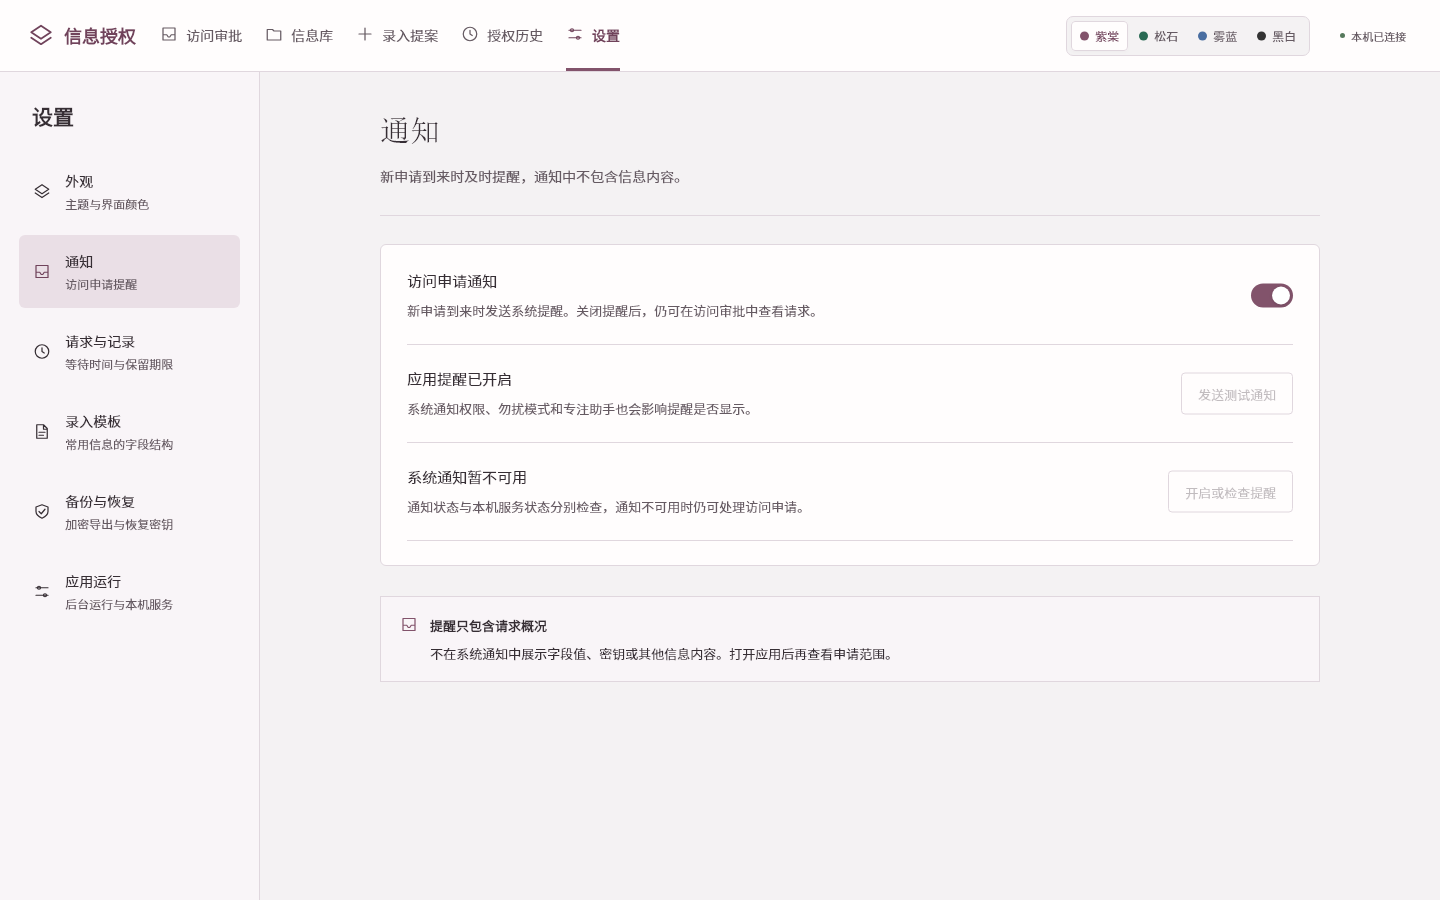 信息授权
访问审批
信息库
录入提案
授权历史
设置
紫棠
松石
雾蓝
黑白
本机已连接
设置
外观
主题与界面颜色
通知
访问申请提醒
请求与记录
等待时间与保留期限
录入模板
常用信息的字段结构
备份与恢复
加密导出与恢复密钥
应用运行
后台运行与本机服务
通知
新申请到来时及时提醒，通知中不包含信息内容。
访问申请通知
新申请到来时发送系统提醒。关闭提醒后，仍可在访问审批中查看请求。
应用提醒已开启
系统通知权限、勿扰模式和专注助手也会影响提醒是否显示。
发送测试通知
系统通知暂不可用
通知状态与本机服务状态分别检查，通知不可用时仍可处理访问申请。
开启或检查提醒
提醒只包含请求概况
不在系统通知中展示字段值、密钥或其他信息内容。打开应用后再查看申请范围。